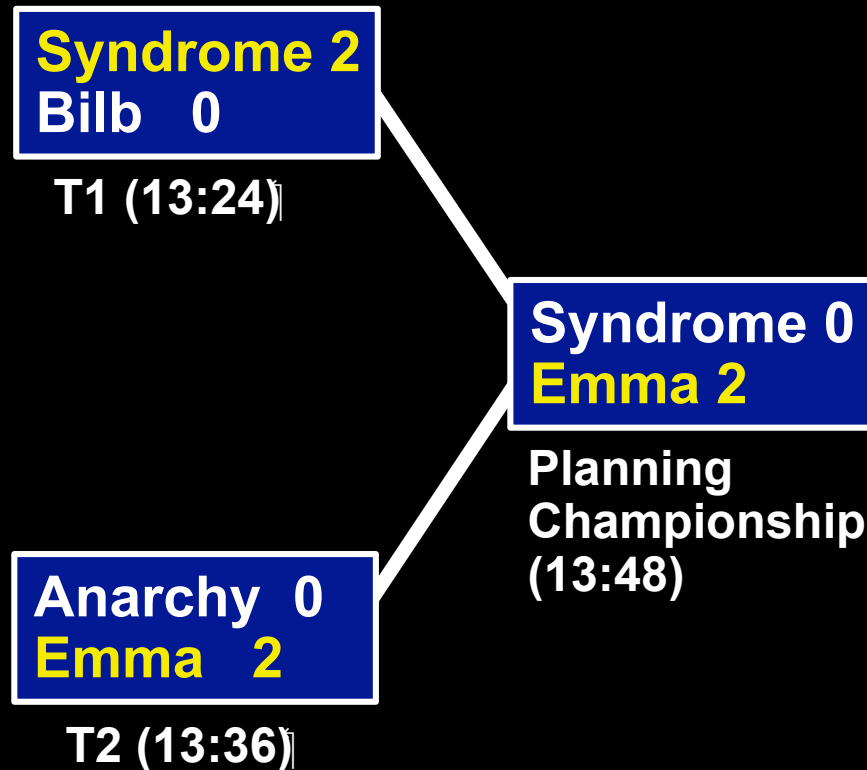 Syndrome 2
Bilb 0
T1 (13:24)
Syndrome 0
Emma 2
Planning
Championship
(13:48)
Anarchy 0
Emma 2
T2 (13:36)